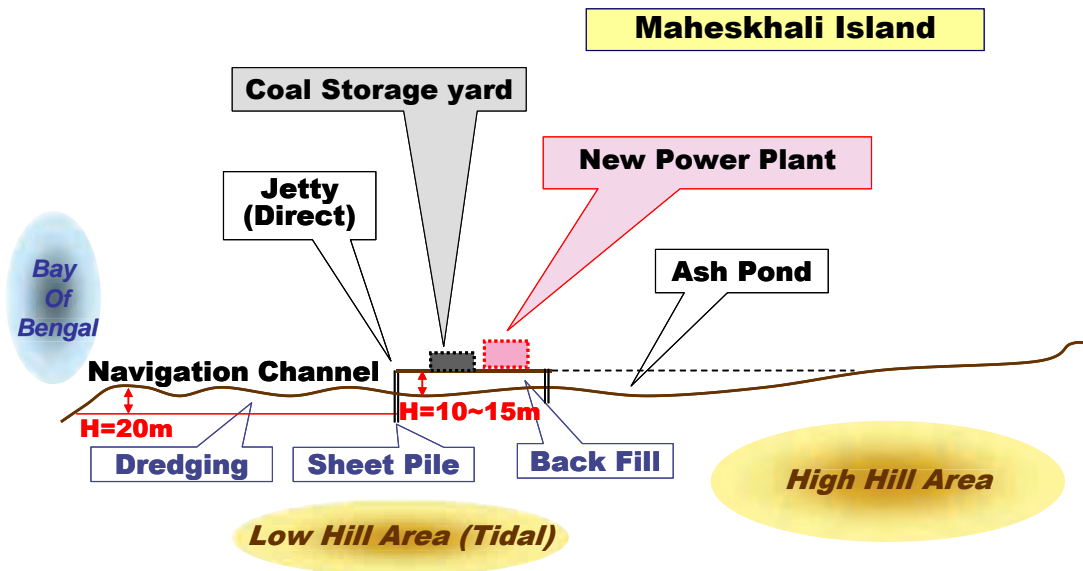 Maheskhali Island
Coal Storage yard
New Power Plant
Jetty
(Direct)
Ash Pond
Bay
Of
Bengal
Navigation Channel
H=20m
H=10~15m
Dredging
Sheet Pile
Back Fill
High Hill Area
Low Hill Area (Tidal)